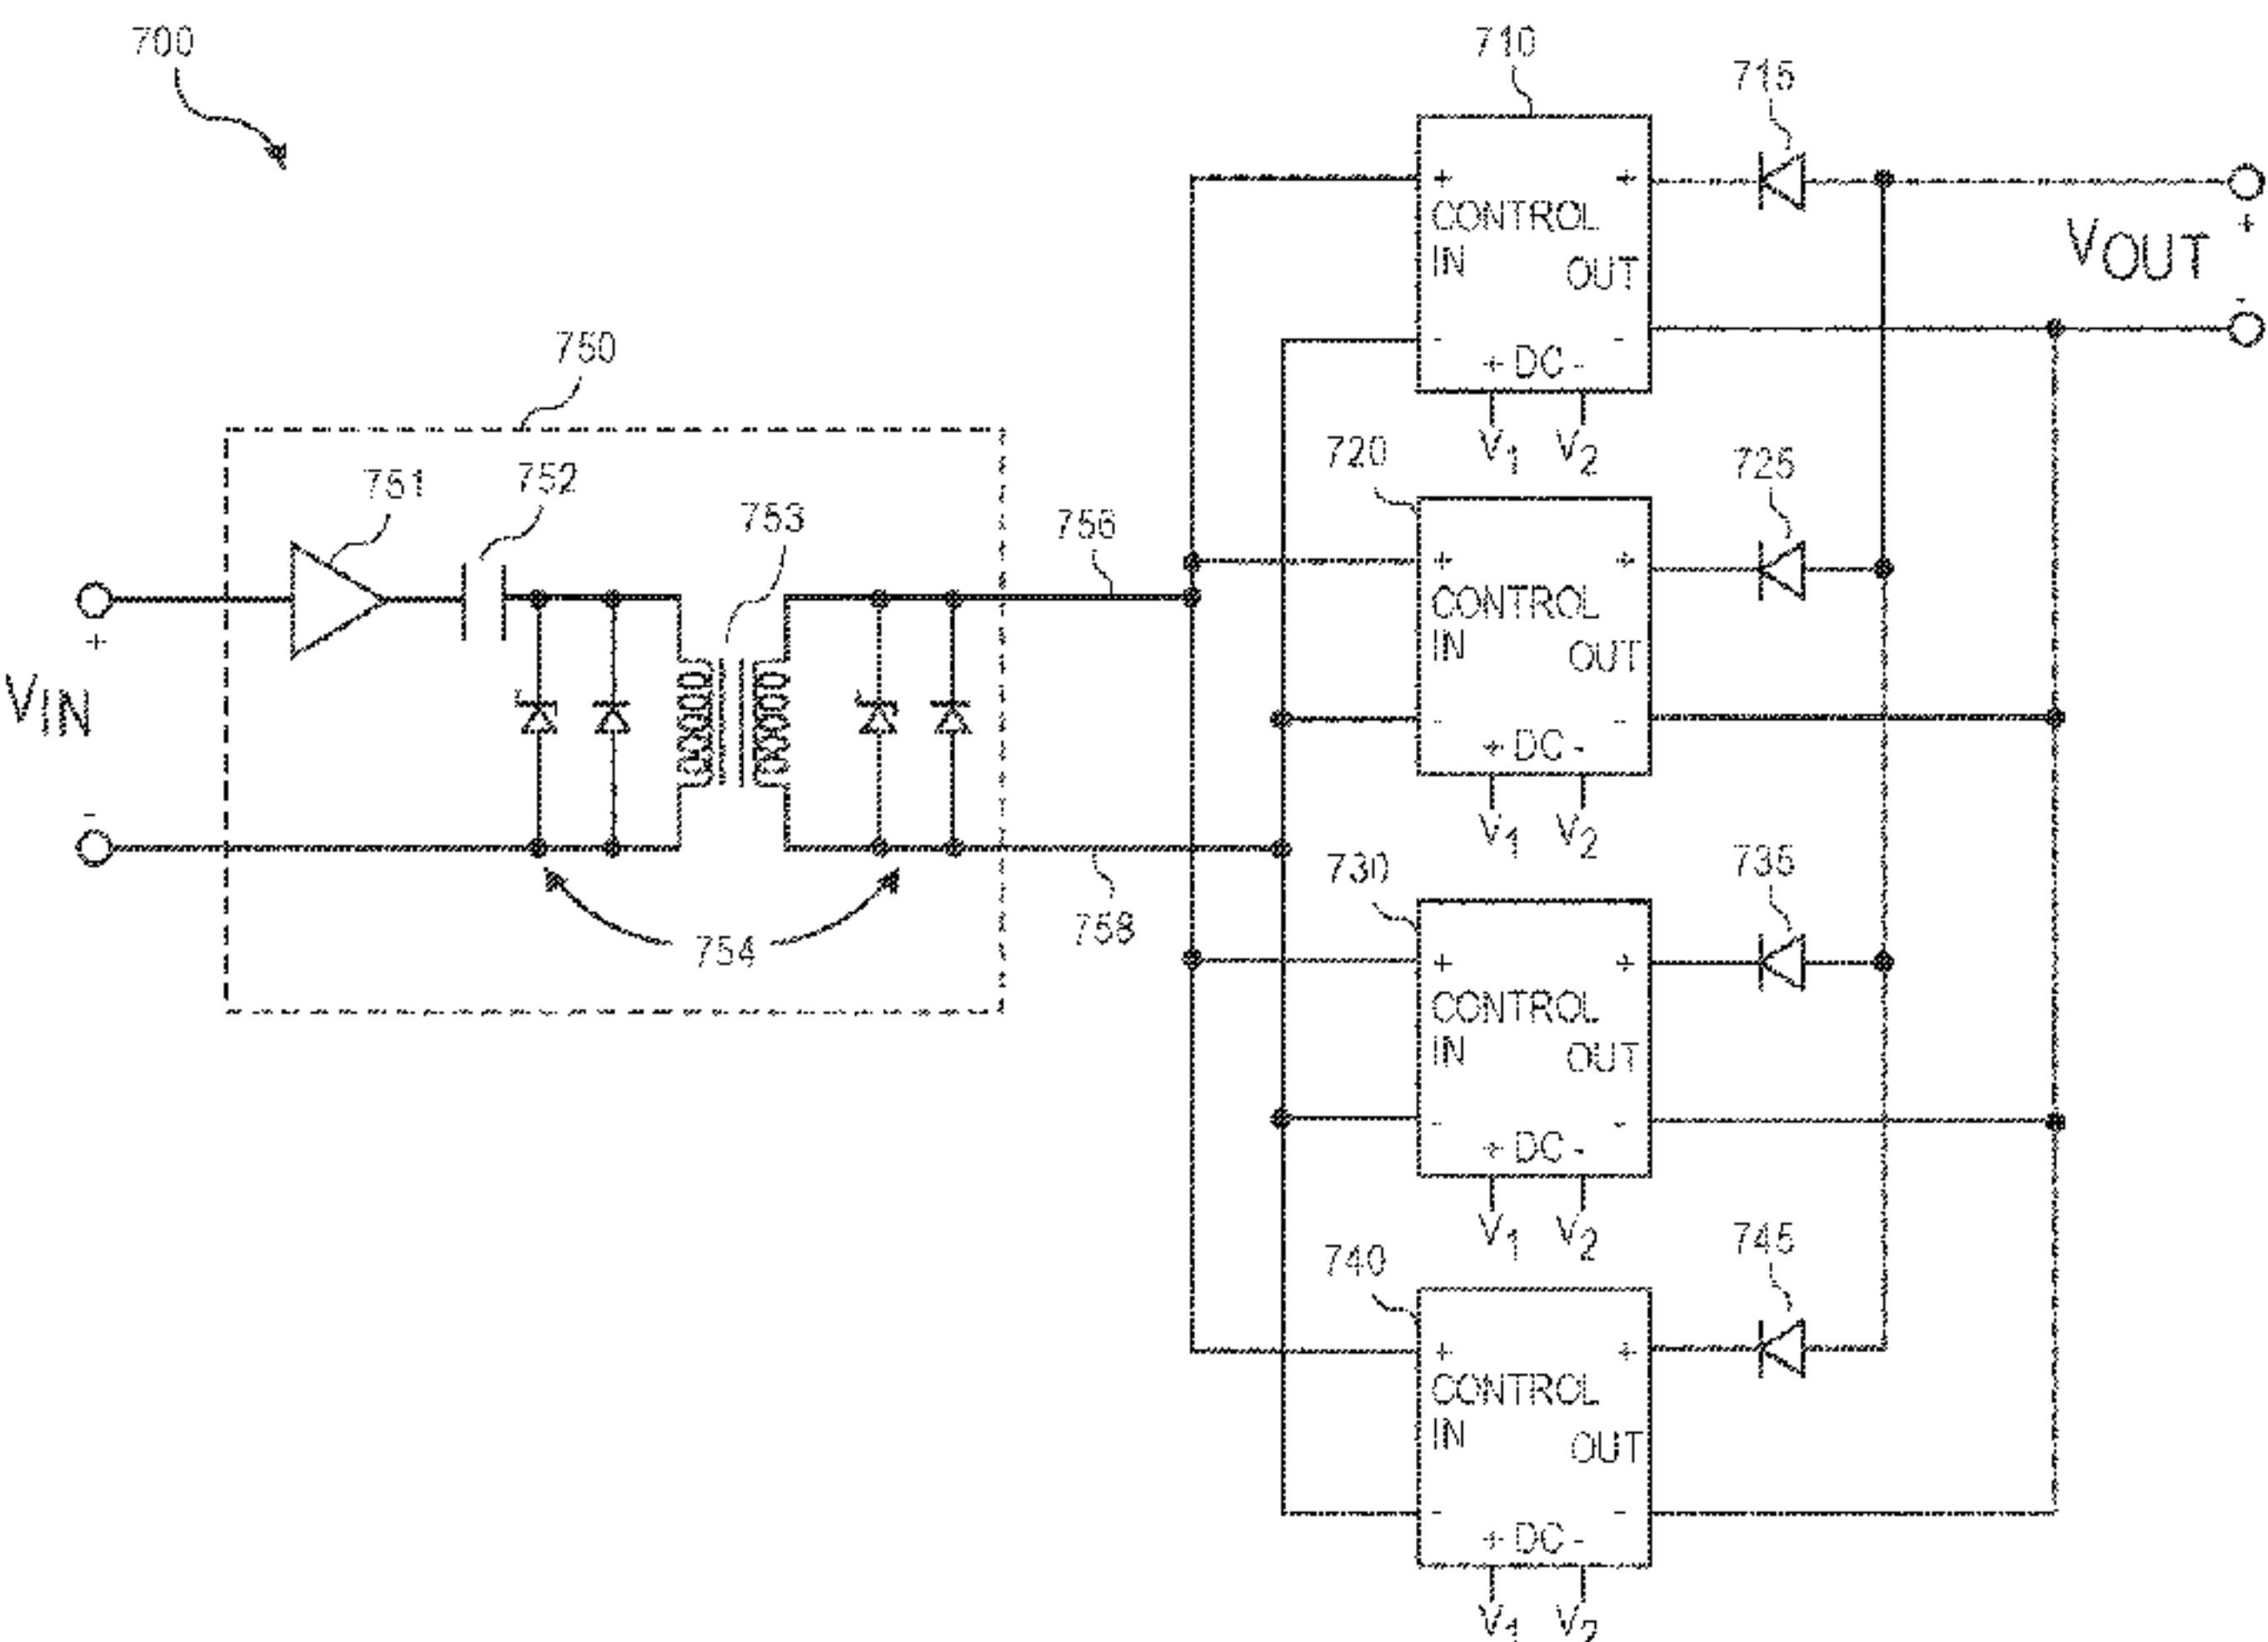 700
710
715
+ +
CONTROL
IN
OUT
+
VOUT
-
- -
+ DC -
V1 V2
750
751
752
753
756
720
725
+ +
CONTROL
IN
OUT
- -
+ DC -
V1 V2
+
VIN
-
754
758
730
735
+ +
CONTROL
IN
OUT
- -
+ DC -
V1 V2
740
745
+ +
CONTROL
IN
OUT
- -
+ DC -
V1 V2